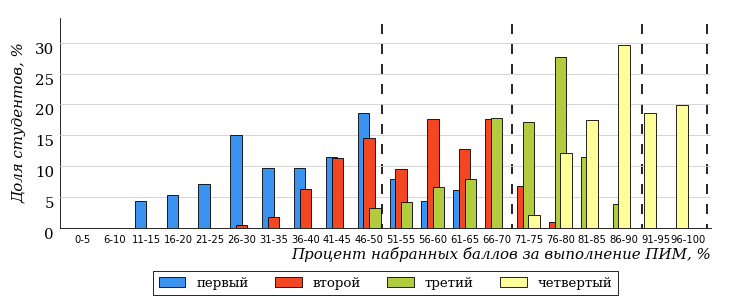 Доля студентов, %
30
25
20
15
10
5
0
0-5 6-10 11-15 16-20 21-25 26-30 31-35 36-40 41-45 46-50 51-55 56-60 61-65 66-70 71-75 76-80 81-85 86-90 91-95 96-100
Процент набранных баллов за выполнение ПИМ, %
первый второй третий четвертый